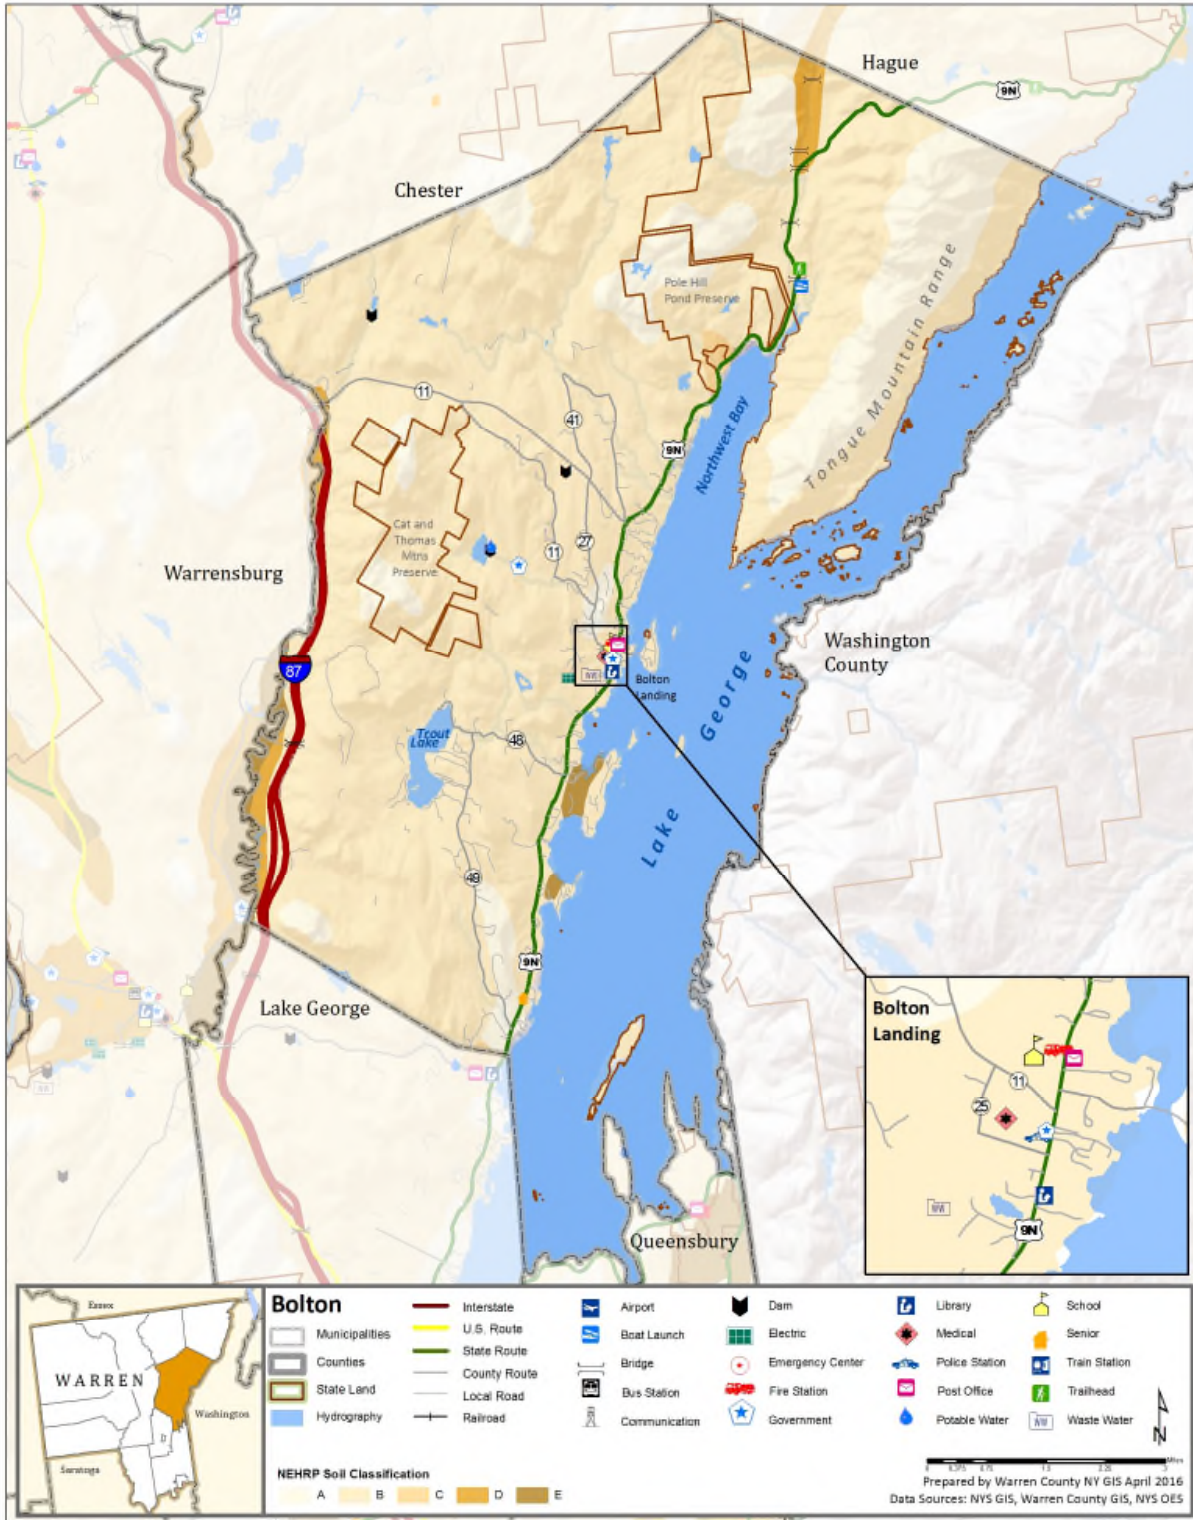 Hague
9N
Chester
Pole Hill
Pond Preserve
Tongue Mountain Range
11
41
9N
Northwest Bay
Cat and
Thomas
Mtns
Preserve
11
27
Warrensburg
Washington
County
87
Bolton
Landing
WW
Trout
Lake
48
Lake George
49
9N
Lake George
Queensbury
Bolton
Landing
11
25
WW
9N
Essex
WARREN
Washington
Saratoga
Bolton
Municipalities
Counties
State Land
Hydrography
Interstate
U.S. Route
State Route
County Route
Local Road
Railroad
Airport
Boat Launch
Bridge
Bus Station
Communication
Dam
Electric
Emergency Center
Fire Station
Government
Library
Medical
Police Station
Post Office
Potable Water
School
Senior
Train Station
Trailhead
WW Waste Water
N
NEHRP Soil Classification
A B C D E
Miles
Prepared by Warren County NY GIS April 2016
Data Sources: NYS GIS, Warren County GIS, NYS OES